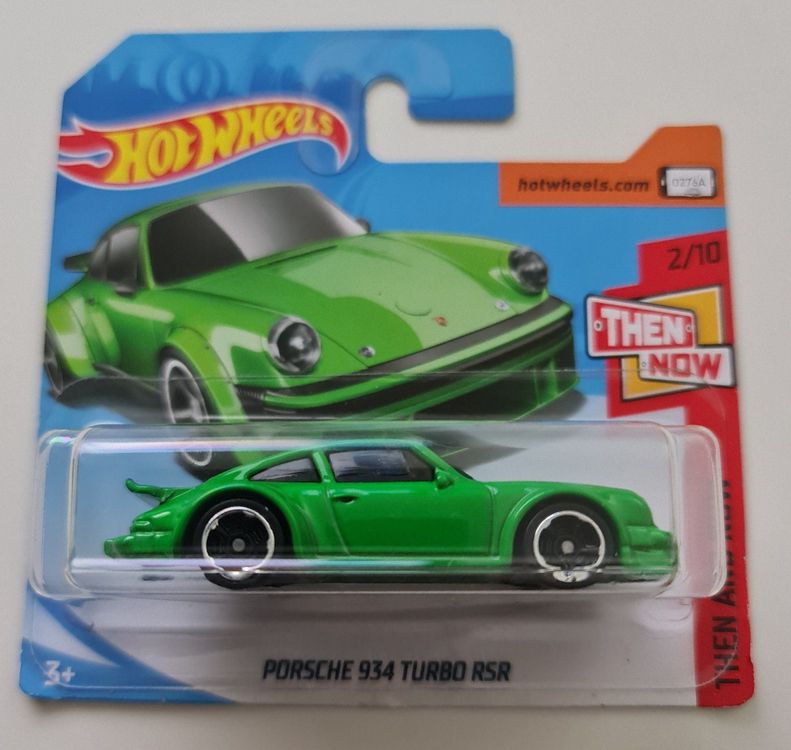 HOT WHEELS
hotwheels.com
0276A
2/10
THEN
NOW
THEN AND NOW
3+
PORSCHE 934 TURBO RSR